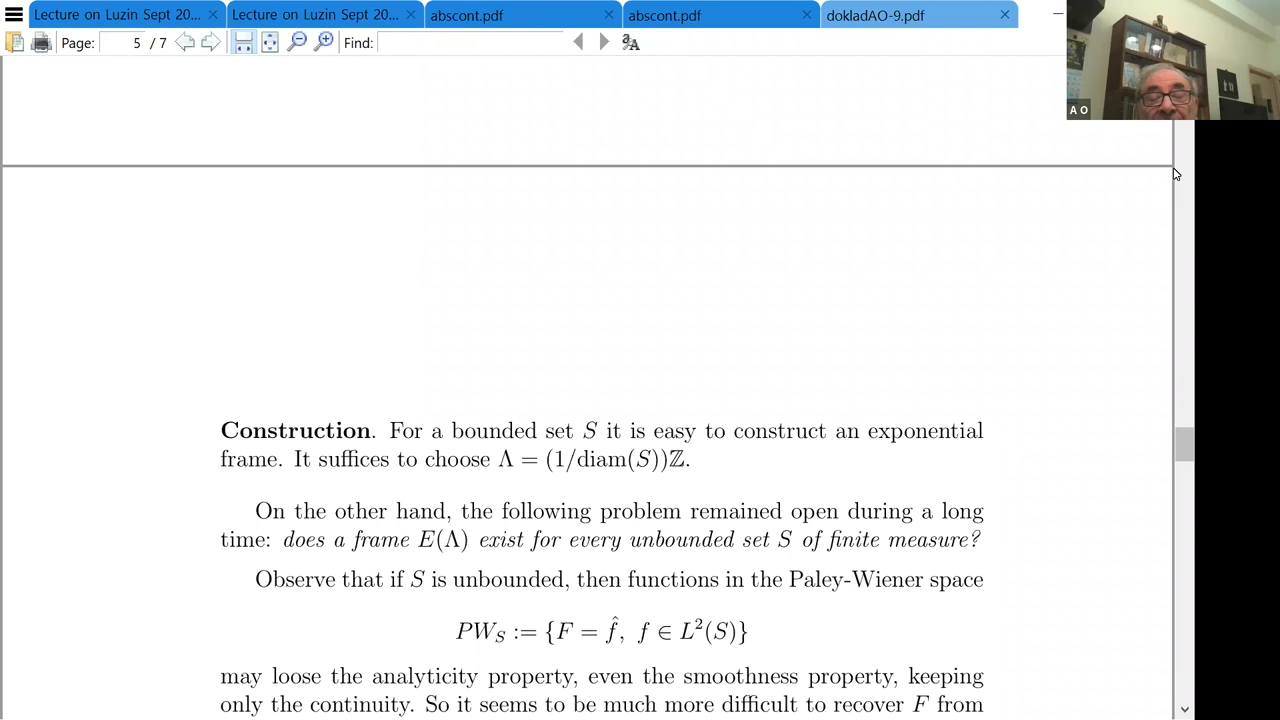 Lecture on Luzin Sept 20... Lecture on Luzin Sept 20... abscont.pdf abscont.pdf dokladAO-9.pdf
Page: 5 / 7 Find:
A O
Construction. For a bounded set S it is easy to construct an exponential
frame. It suffices to choose Λ = (1/diam(S))ℤ.
On the other hand, the following problem remained open during a long
time: does a frame E(Λ) exist for every unbounded set S of finite measure?
Observe that if S is unbounded, then functions in the Paley-Wiener space
PW_S := {F = f̂, f ∈ L²(S)}
may loose the analyticity property, even the smoothness property, keeping
only the continuity. So it seems to be much more difficult to recover F from